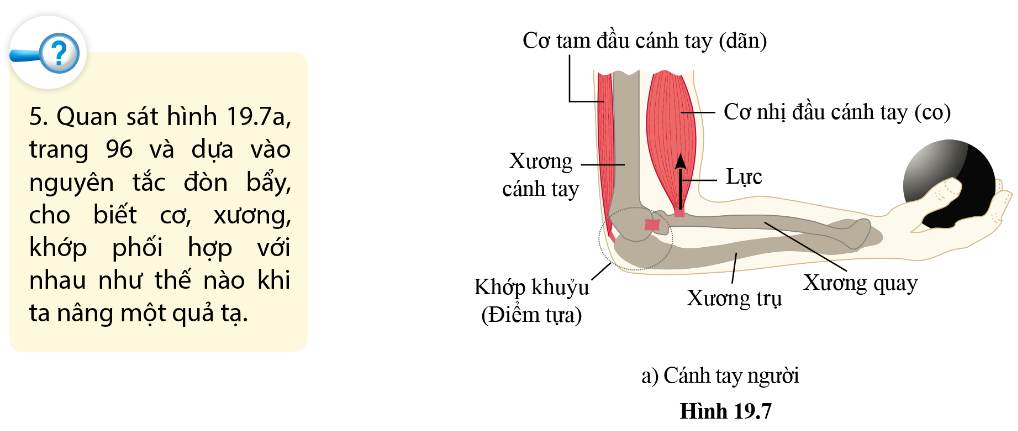 ?
5. Quan sát hình 19.7a,
trang 96 và dựa vào
nguyên tắc đòn bẩy,
cho biết cơ, xương,
khớp phối hợp với
nhau như thế nào khi
ta nâng một quả tạ.
Cơ tam đầu cánh tay (dãn)
Cơ nhị đầu cánh tay (co)
Xương
cánh tay
Lực
Khớp khuỷu
(Điểm tựa)
Xương trụ
Xương quay
a) Cánh tay người
Hình 19.7